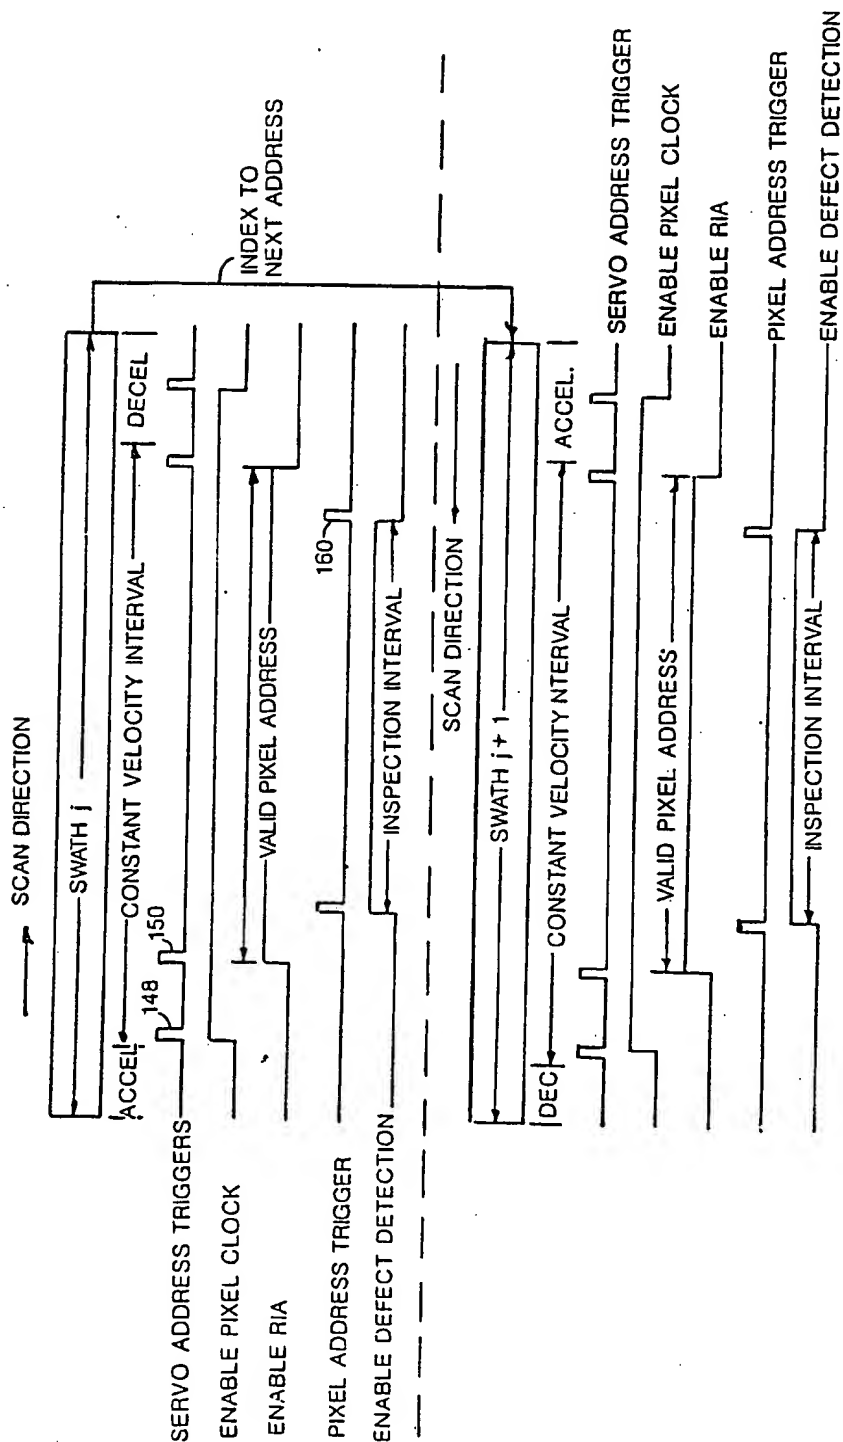 SCAN DIRECTION
SWATH j
ACCEL
CONSTANT VELOCITY INTERVAL
DECEL
INDEX TO
NEXT ADDRESS
148
150
SERVO ADDRESS TRIGGERS
ENABLE PIXEL CLOCK
VALID PIXEL ADDRESS
ENABLE RIA
160
PIXEL ADDRESS TRIGGER
INSPECTION INTERVAL
ENABLE DEFECT DETECTION
SCAN DIRECTION
SWATH j + 1
DEC
CONSTANT VELOCITY NTERVAL
ACCEL.
SERVO ADDRESS TRIGGER
ENABLE PIXEL CLOCK
VALID PIXEL ADDRESS
ENABLE RIA
PIXEL ADDRESS TRIGGER
INSPECTION INTERVAL
ENABLE DEFECT DETECTION